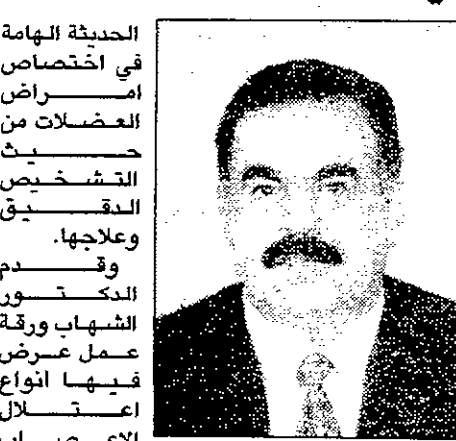 الحديثة الهامة
في اختصاص
امراض
العضلات من
حيث
التشخيص
الدقيق
وعلاجها.
وقدم
الدكتور
الشهاب ورقة
عمل عرض
فيها انواع
اعتلال